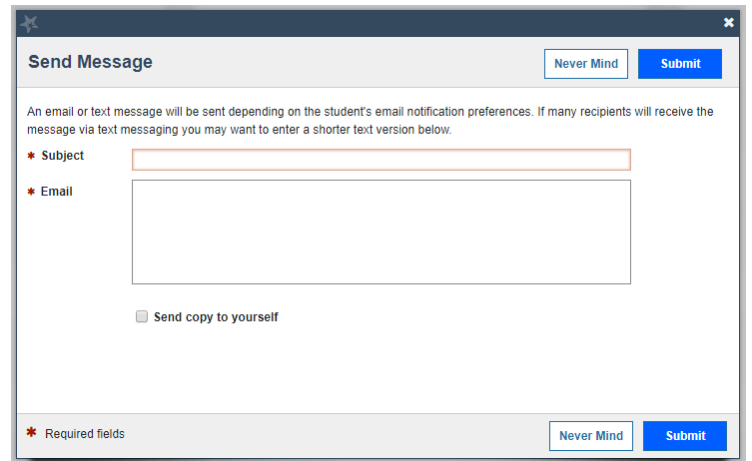 Send Message
Never Mind
Submit
An email or text message will be sent depending on the student's email notification preferences. If many recipients will receive the
message via text messaging you may want to enter a shorter text version below.
* Subject
* Email
Send copy to yourself
* Required fields
Never Mind
Submit